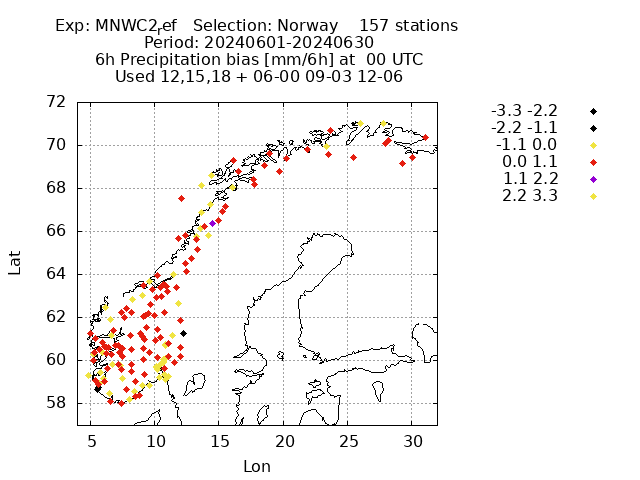 Exp: MNWC2_ref   Selection: Norway    157 stations
Period: 20240601-20240630
6h Precipitation bias [mm/6h] at  00 UTC
Used 12,15,18 + 06-00 09-03 12-06
-3.3 -2.2
-2.2 -1.1
-1.1 0.0
0.0 1.1
1.1 2.2
2.2 3.3
72
70
68
66
64
62
60
58
Lat
5 10 15 20 25 30
Lon